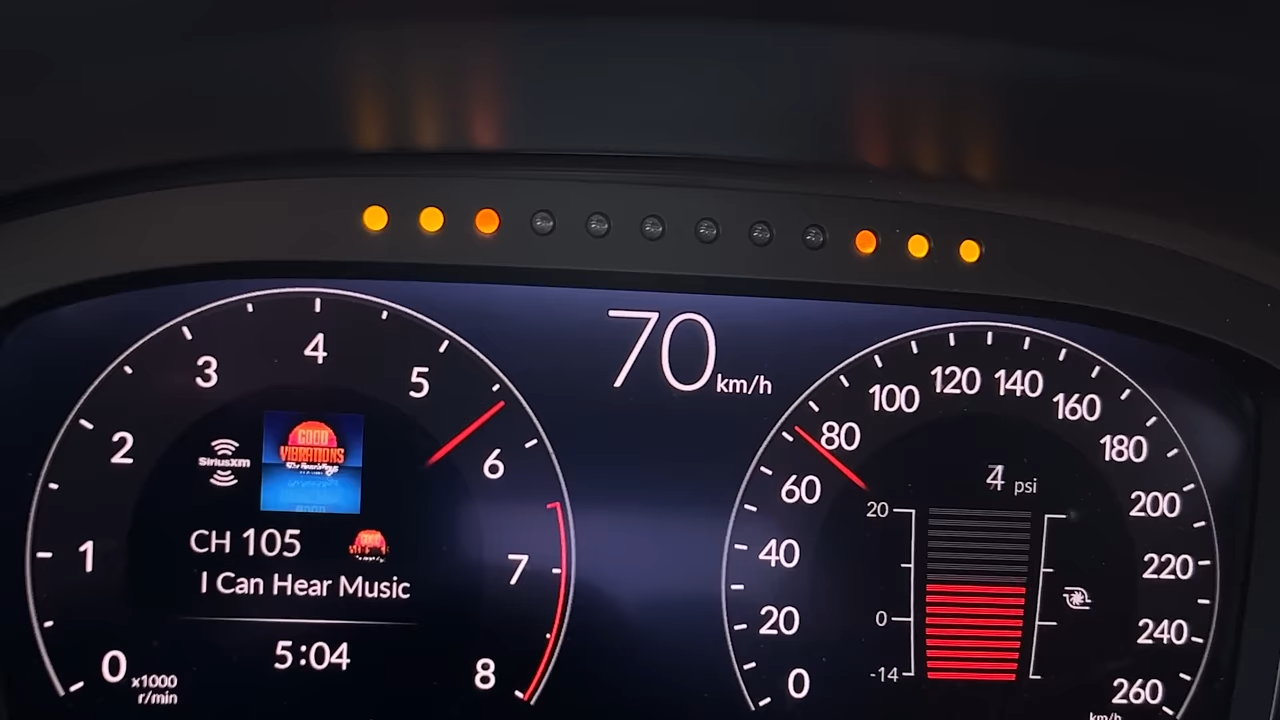 70 km/h
0 1 2 3 4 5 6 7 8
x1000
r/min
SiriusXM
GOOD
VIBRATIONS
CH 105
I Can Hear Music
5:04
0 20 40 60 80 100 120 140 160 180 200 220 240 260
km/h
4 psi
20
0
-14